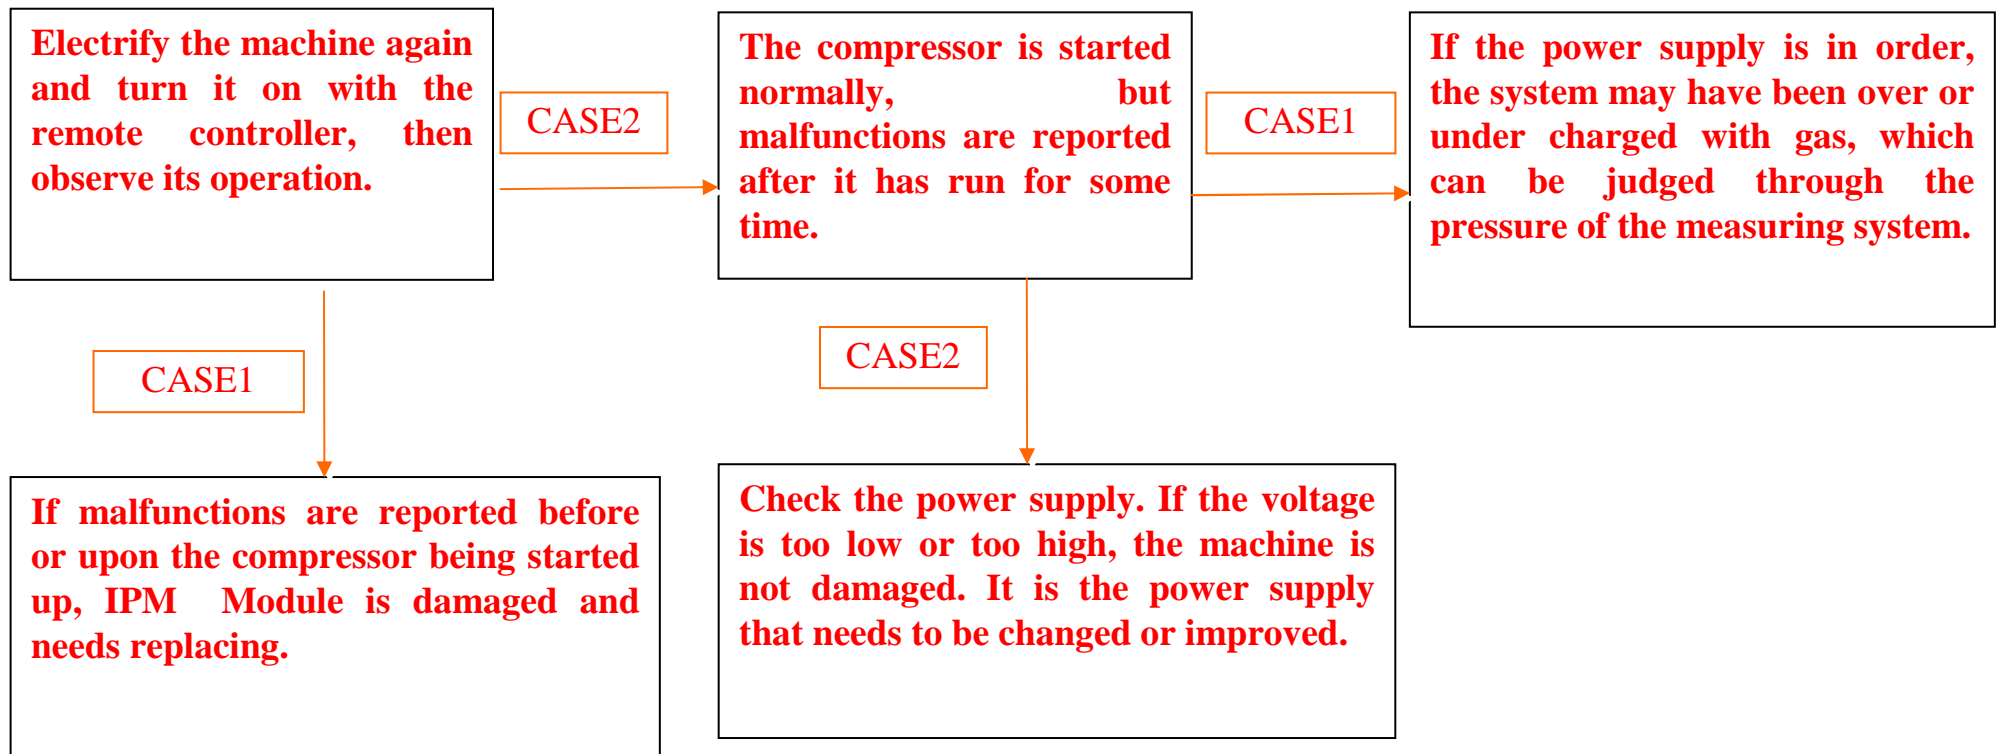 Electrify the machine again
and turn it on with the
remote controller, then
observe its operation.
CASE2
The compressor is started
normally, but
malfunctions are reported
after it has run for some
time.
CASE1
If the power supply is in order,
the system may have been over or
under charged with gas, which
can be judged through the
pressure of the measuring system.
CASE1
CASE2
If malfunctions are reported before
or upon the compressor being started
up, IPM Module is damaged and
needs replacing.
Check the power supply. If the voltage
is too low or too high, the machine is
not damaged. It is the power supply
that needs to be changed or improved.